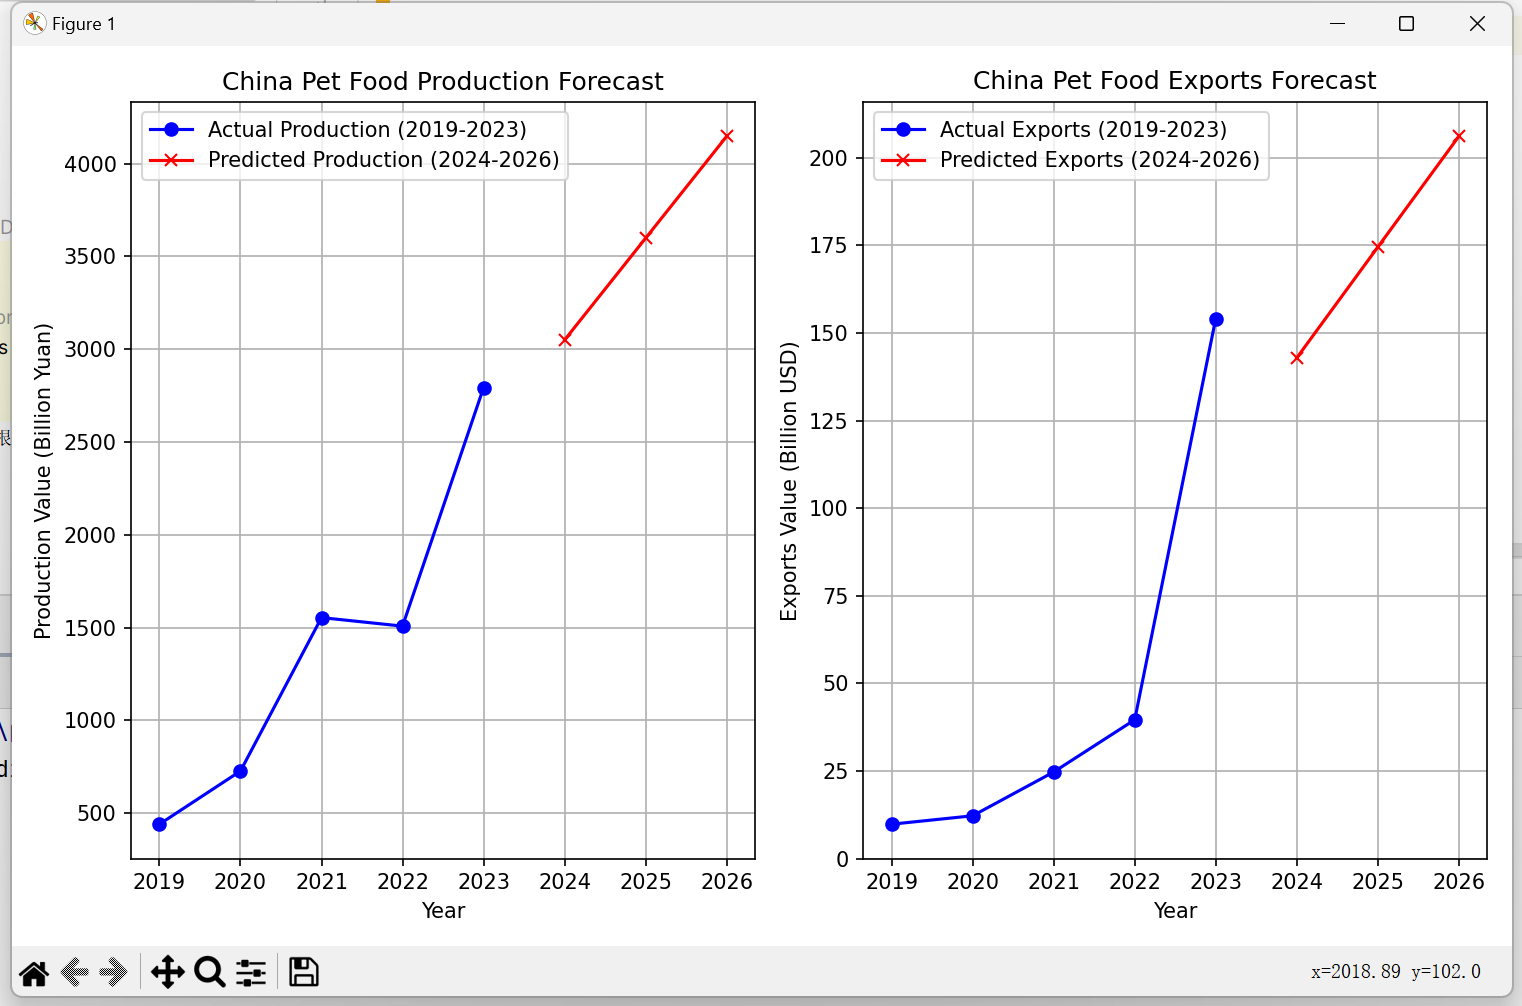 Figure 1
China Pet Food Production Forecast
Actual Production (2019-2023)
Predicted Production (2024-2026)
Production Value (Billion Yuan)
4000
3500
3000
2500
2000
1500
1000
500
2019 2020 2021 2022 2023 2024 2025 2026
Year
China Pet Food Exports Forecast
Actual Exports (2019-2023)
Predicted Exports (2024-2026)
Exports Value (Billion USD)
200
175
150
125
100
75
50
25
0
2019 2020 2021 2022 2023 2024 2025 2026
Year
x=2018.89 y=102.0